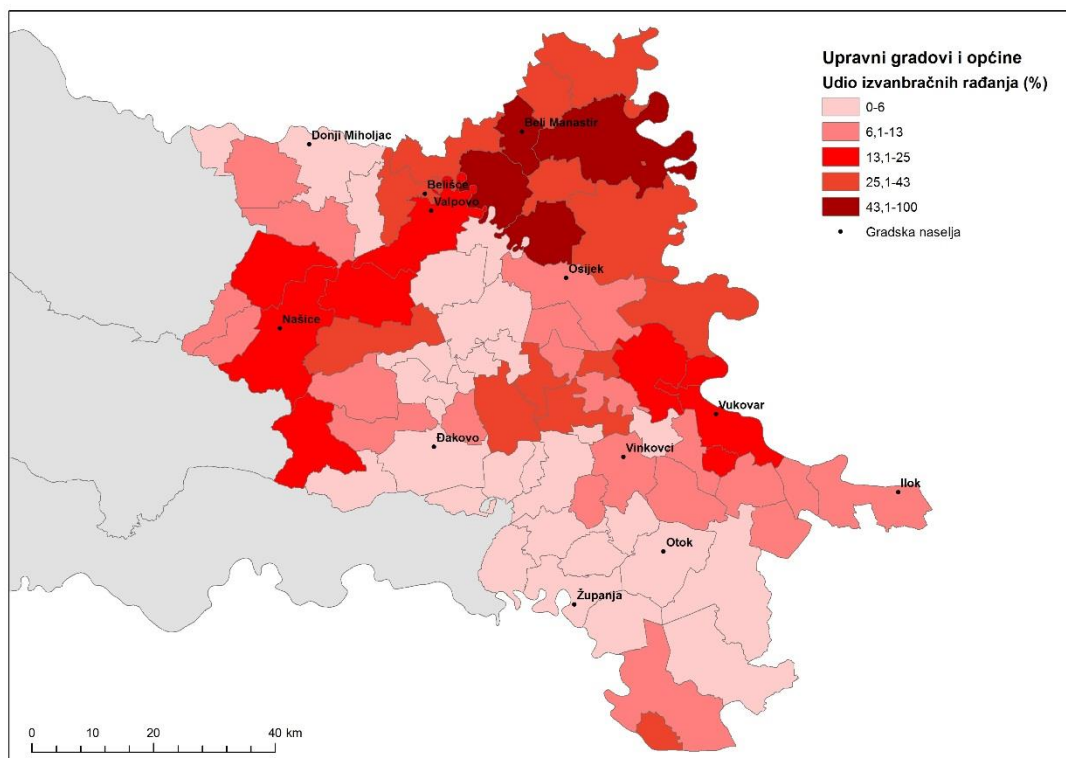 Upravni gradovi i općine
Udio izvanbračnih rađanja (%)
0-6
6,1-13
13,1-25
25,1-43
43,1-100
Gradska naselja
Beli Manastir
Donji Miholjac
Belišće
Valpovo
Osijek
Našice
Vukovar
Đakovo
Vinkovci
Ilok
Otok
Županja
0 10 20 40 km